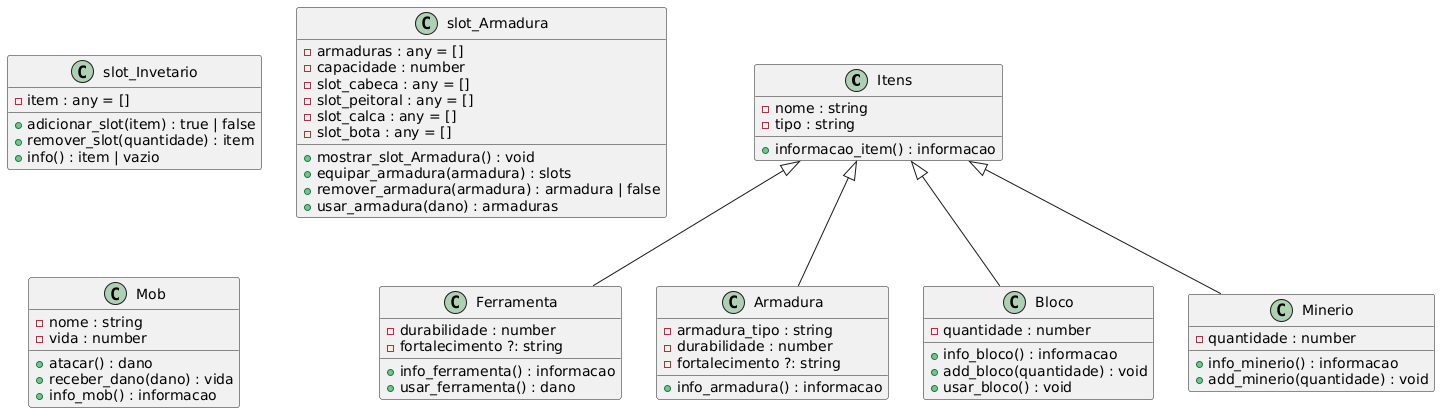 slot_Invetario
item : any = []
adicionar_slot(item) : true | false
remover_slot(quantidade) : item
info() : item | vazio
slot_Armadura
armaduras : any = []
capacidade : number
slot_cabeca : any = []
slot_peitoral : any = []
slot_calca : any = []
slot_bota : any = []
mostrar_slot_Armadura() : void
equipar_armadura(armadura) : slots
remover_armadura(armadura) : armadura | false
usar_armadura(dano) : armaduras
Itens
nome : string
tipo : string
informacao_item() : informacao
Mob
nome : string
vida : number
atacar() : dano
receber_dano(dano) : vida
info_mob() : informacao
Ferramenta
durabilidade : number
fortalecimento ?: string
info_ferramenta() : informacao
usar_ferramenta() : dano
Armadura
armadura_tipo : string
durabilidade : number
fortalecimento ?: string
info_armadura() : informacao
Bloco
quantidade : number
info_bloco() : informacao
add_bloco(quantidade) : void
usar_bloco() : void
Minerio
quantidade : number
info_minerio() : informacao
add_minerio(quantidade) : void